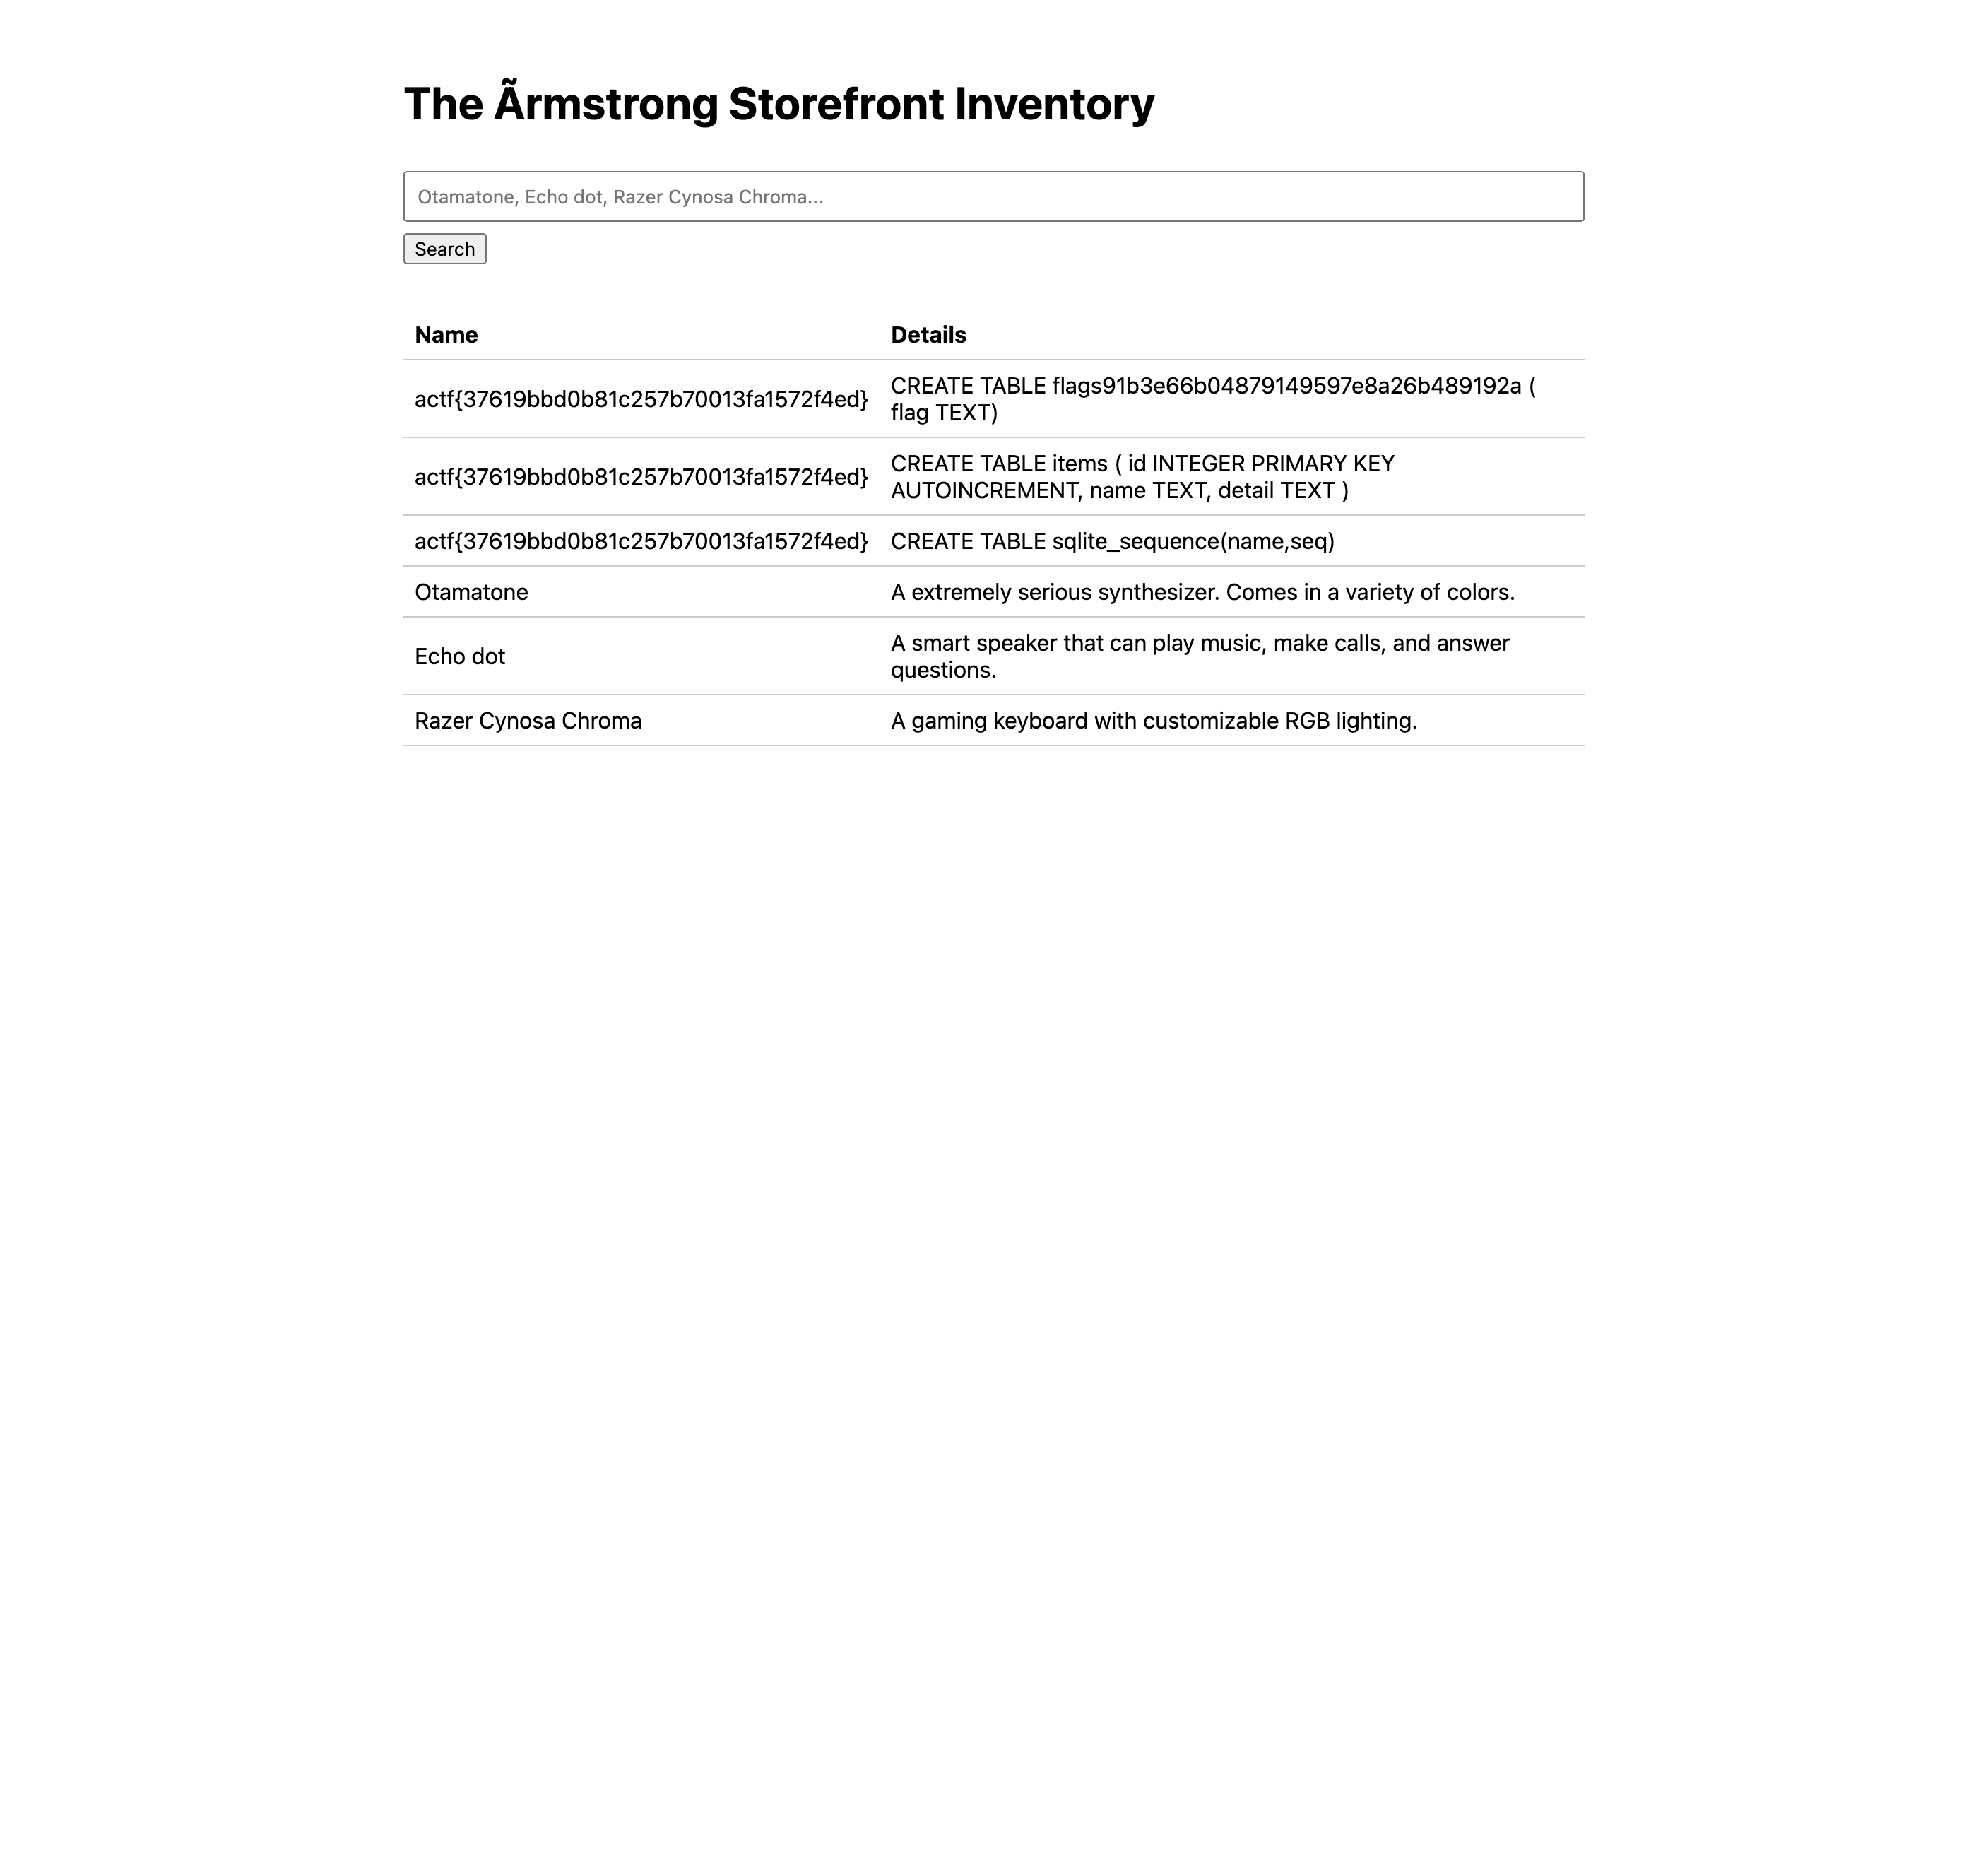 The Ãrmstrong Storefront Inventory
Otamatone, Echo dot, Razer Cynosa Chroma...
Search
Name Details
actf{37619bbd0b81c257b70013fa1572f4ed} CREATE TABLE flags91b3e66b04879149597e8a26b489192a (
flag TEXT)
actf{37619bbd0b81c257b70013fa1572f4ed} CREATE TABLE items ( id INTEGER PRIMARY KEY
AUTOINCREMENT, name TEXT, detail TEXT )
actf{37619bbd0b81c257b70013fa1572f4ed} CREATE TABLE sqlite_sequence(name,seq)
Otamatone A extremely serious synthesizer. Comes in a variety of colors.
Echo dot A smart speaker that can play music, make calls, and answer
questions.
Razer Cynosa Chroma A gaming keyboard with customizable RGB lighting.